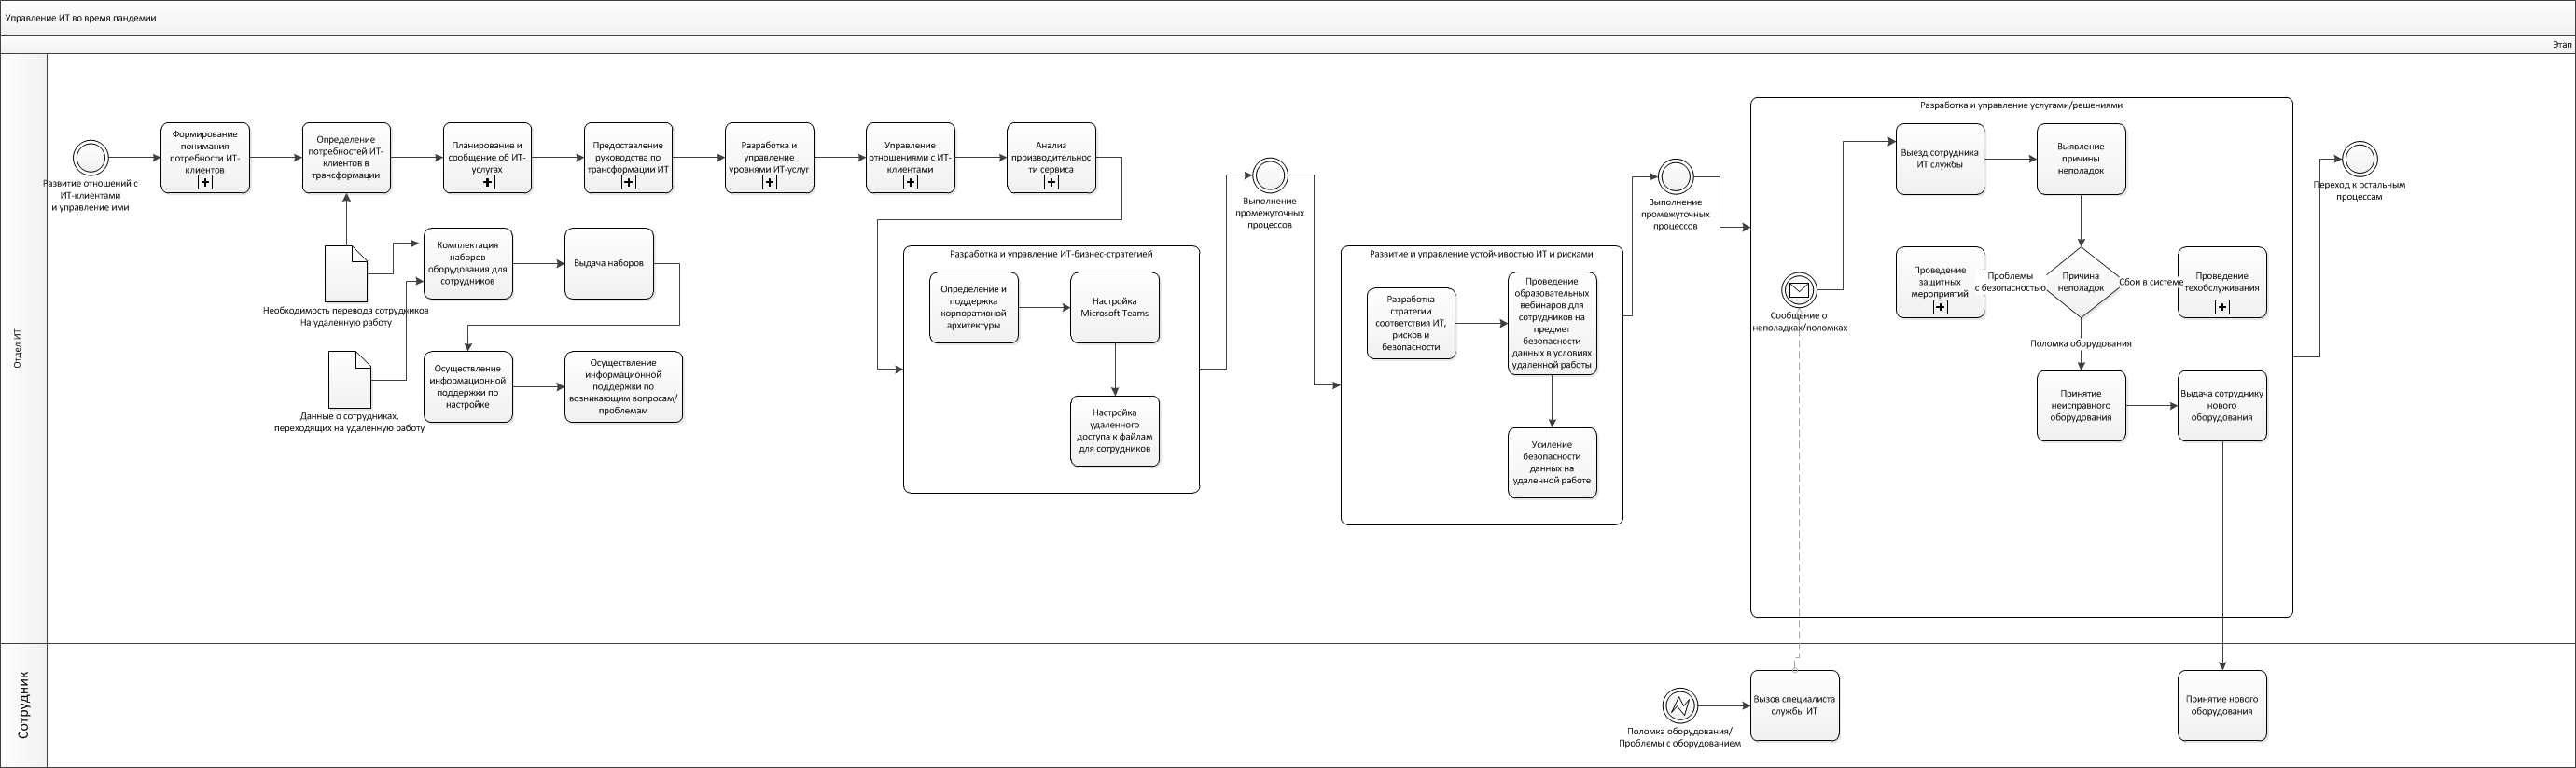 Управление ИТ во время пандемии
Этап
Отдел ИТ
Развитие отношений с
ИТ-клиентами
и управление ими
Формирование
понимания
потребности ИТ-
клиентов
Определение
потребностей ИТ-
клиентов в
трансформации
Планирование и
сообщение об ИТ-
услугах
Предоставление
руководства по
трансформации ИТ
Разработка и
управление
уровнями ИТ-услуг
Управление
отношениями с ИТ-
клиентами
Анализ
производительнос
ти сервиса
Необходимость перевода сотрудников
На удаленную работу
Комплектация
наборов
оборудования для
сотрудников
Выдача наборов
Данные о сотрудниках,
переходящих на удаленную работу
Осуществление
информационной
поддержки по
настройке
Осуществление
информационной
поддержки по
возникающим вопросам/
проблемам
Разработка и управление ИТ-бизнес-стратегией
Определение и
поддержка
корпоративной
архитектуры
Настройка
Microsoft Teams
Настройка
удаленного
доступа к файлам
для сотрудников
Выполнение
промежуточных
процессов
Развитие и управление устойчивостью ИТ и рисками
Разработка
стратегии
соответствия ИТ,
рисков и
безопасности
Проведение
образовательных
вебинаров для
сотрудников на
предмет
безопасности
данных в условиях
удаленной работы
Усиление
безопасности
данных на
удаленной работе
Выполнение
промежуточных
процессов
Разработка и управление услугами/решениями
Сообщение о
неполадках/поломках
Выезд сотрудника
ИТ службы
Выявление
причины
неполадок
Проведение
защитных
мероприятий
Проблемы
с безопасностью
Причина
неполадок
Сбои в системе
Проведение
техобслуживания
Поломка оборудования
Принятие
неисправного
оборудования
Выдача сотруднику
нового
оборудования
Переход к остальным
процессам
Сотрудник
Поломка оборудования/
Проблемы с оборудованием
Вызов специалиста
службы ИТ
Принятие нового
оборудования